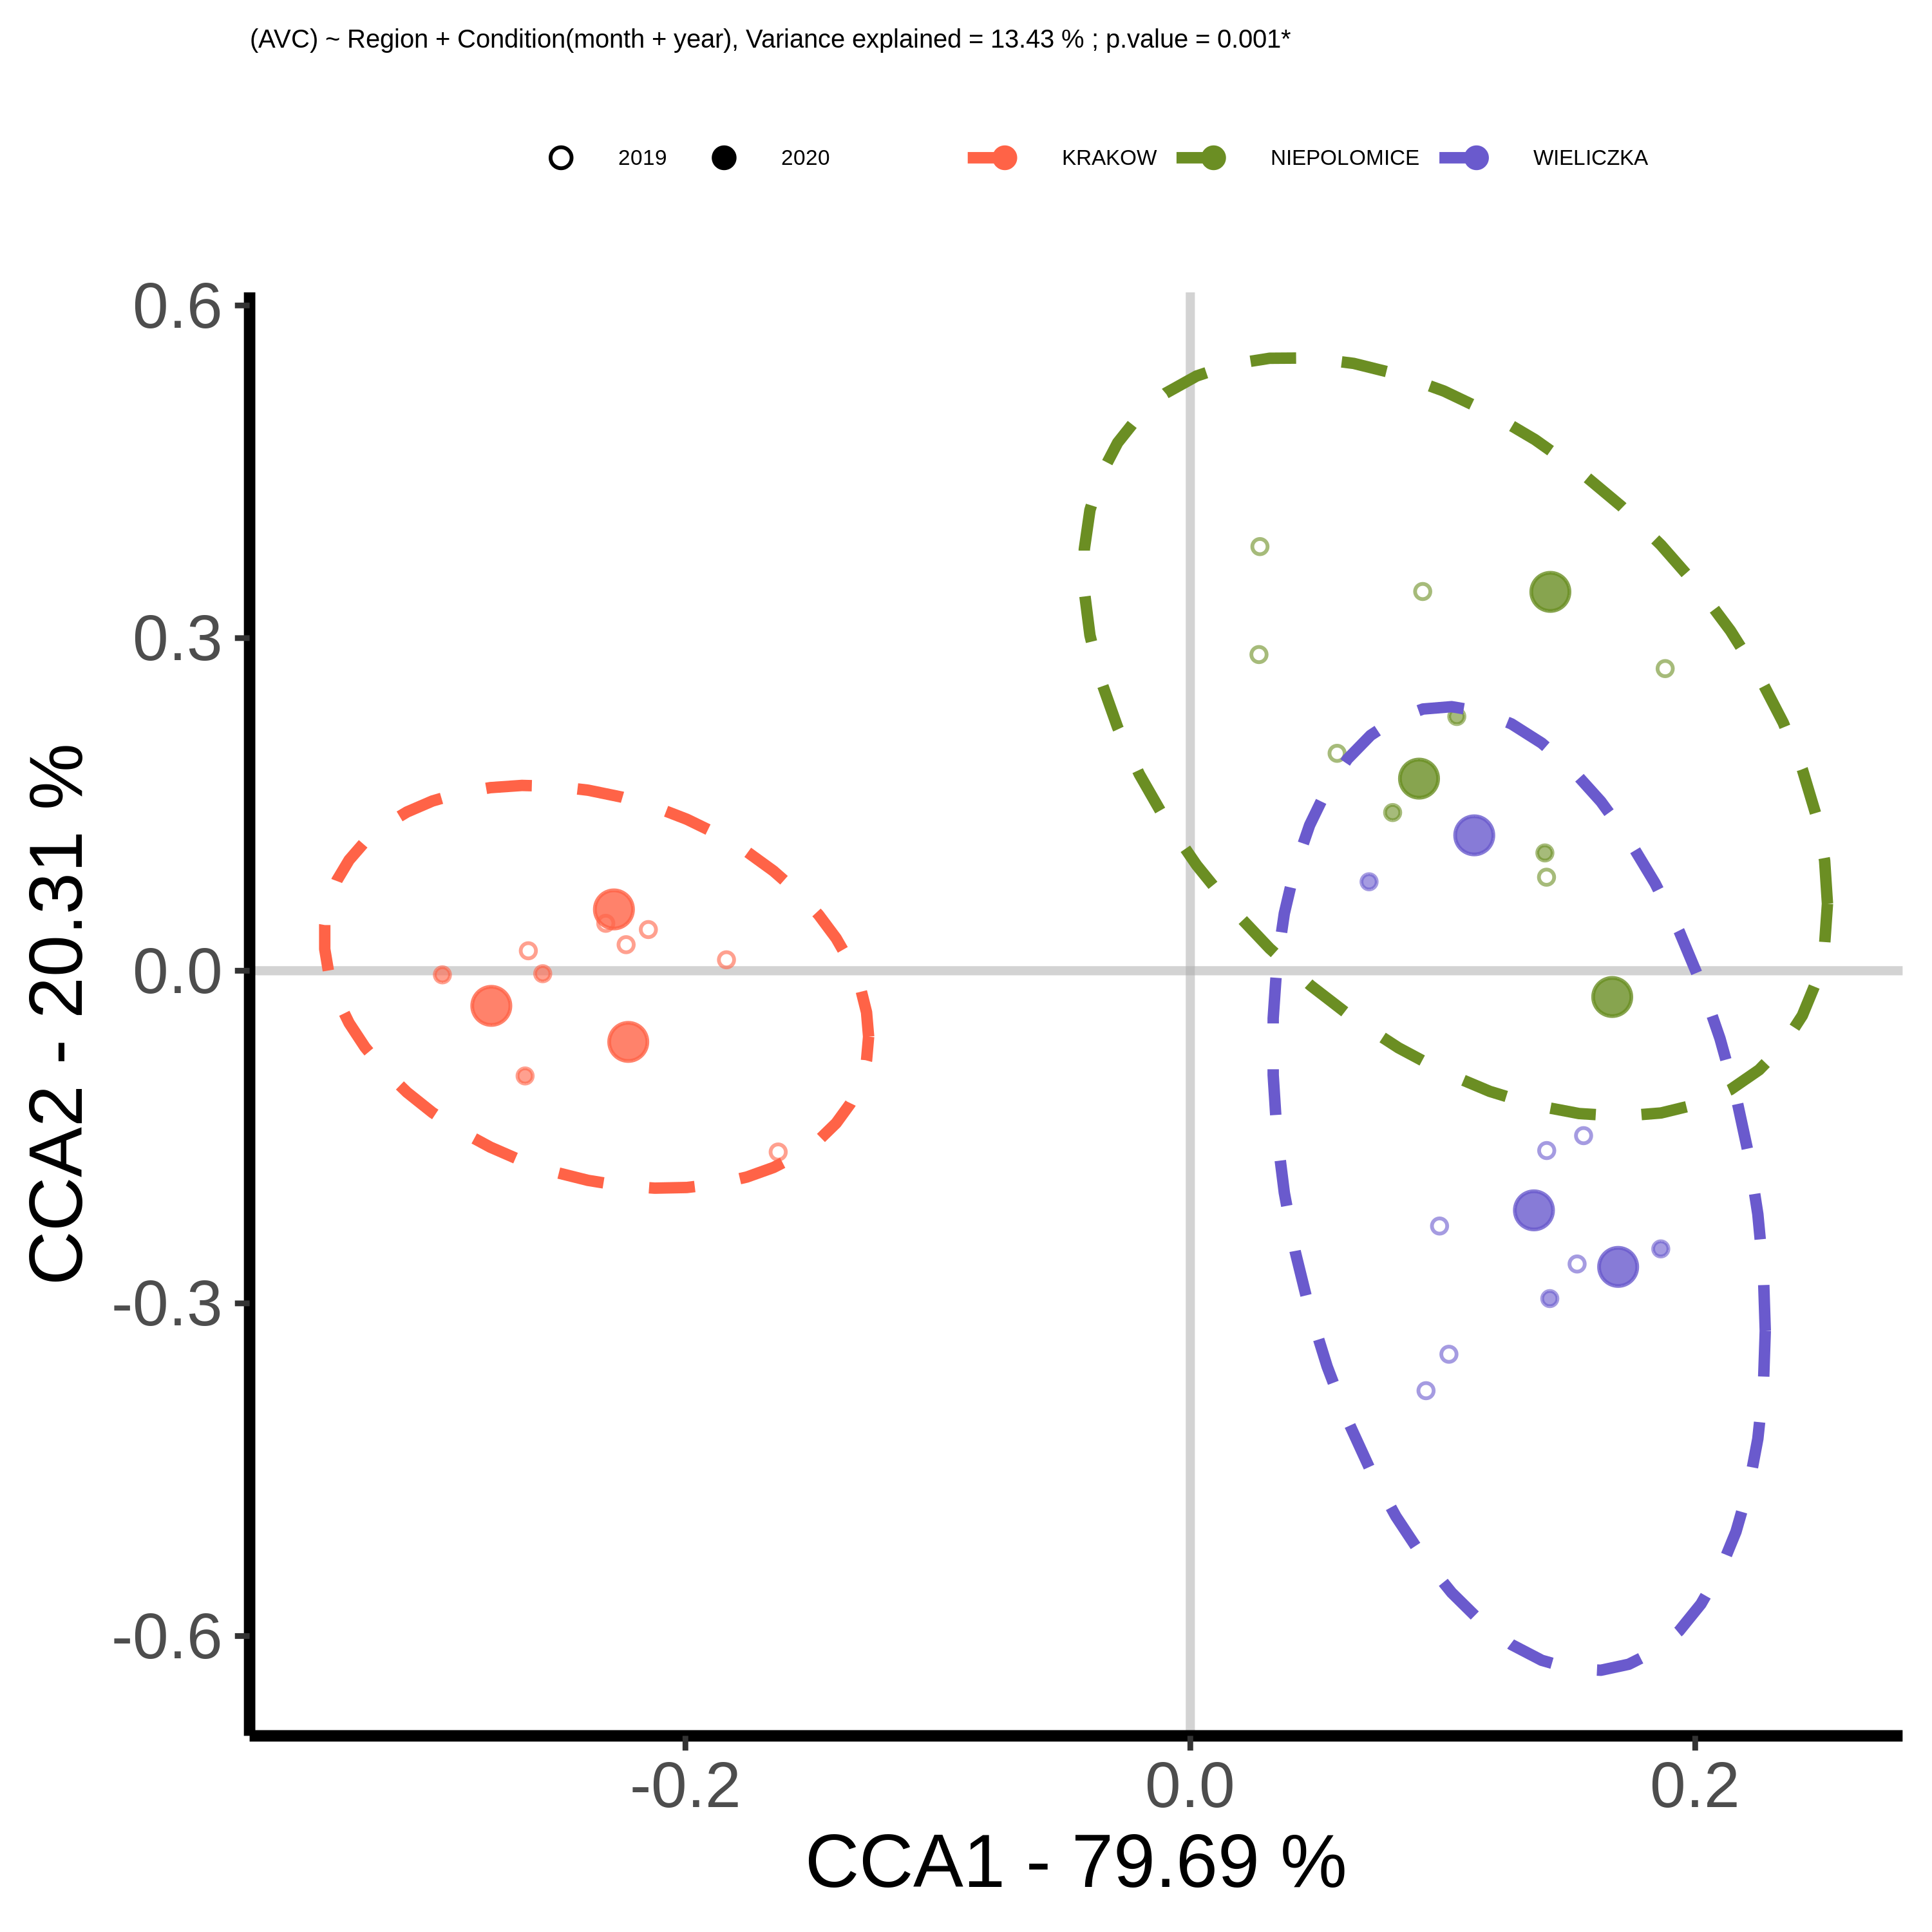 (AVC) ~ Region + Condition(month + year), Variance explained = 13.43 % ; p.value = 0.001*
2019 2020 KRAKOW NIEPOLOMICE WIELICZKA
0.6
0.3
0.0
-0.3
-0.6
CCA2 - 20.31 %
-0.2 0.0 0.2
CCA1 - 79.69 %